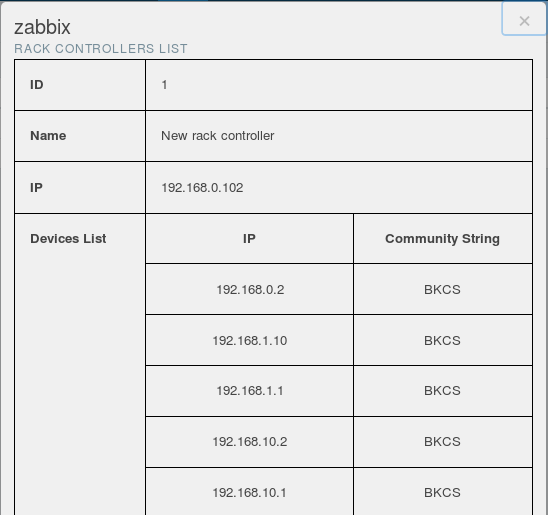 zabbix
RACK CONTROLLERS LIST
ID 1
Name New rack controller
IP 192.168.0.102
Devices List IP Community String
192.168.0.2 BKCS
192.168.1.10 BKCS
192.168.1.1 BKCS
192.168.10.2 BKCS
192.168.10.1 BKCS